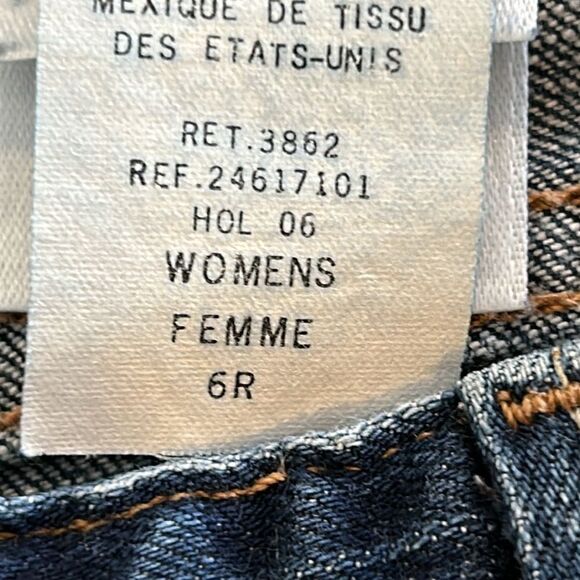 MEXIQUE DE TISSU
DES ETATS-UNIS
RET.3862
REF.24617101
HOL 06
WOMENS
FEMME
6R